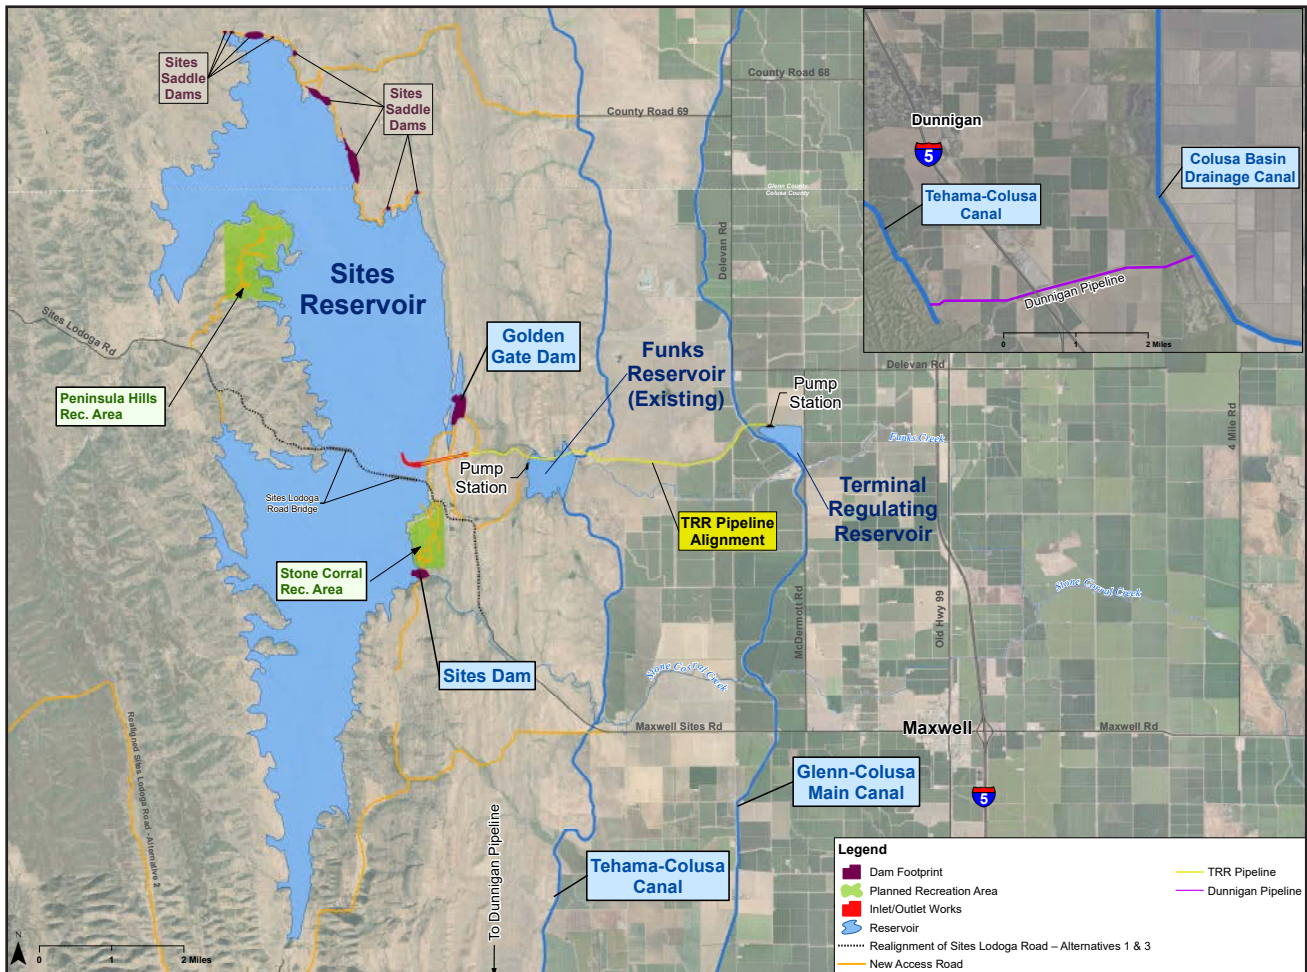 Sites
Saddle
Dams
Sites
Saddle
Dams
County Road 68
County Road 69
Glenn County
Colusa County
Delevan Rd
Dunnigan
5
Tehama-Colusa
Canal
Colusa Basin
Drainage Canal
Dunnigan Pipeline
0
1
2 Miles
Sites
Reservoir
Sites Lodoga Rd
Peninsula Hills
Rec. Area
Golden
Gate Dam
Funks
Reservoir
(Existing)
Pump
Station
Delevan Rd
4 Mile Rd
Funks Creek
Pump
Station
Sites Lodoga
Road Bridge
TRR Pipeline
Alignment
Terminal
Regulating
Reservoir
Stone Corral
Rec. Area
Sites Dam
McDermott Rd
Old Hwy 99
Stone Corral Creek
Stone Corral Creek
Maxwell Sites Rd
Maxwell
Maxwell Rd
5
Realigned Sites Lodoga Road - Alternative 2
Glenn-Colusa
Main Canal
Tehama-Colusa
Canal
To Dunnigan Pipeline
N
0
1
2 Miles
Legend
Dam Footprint
Planned Recreation Area
Inlet/Outlet Works
Reservoir
Realignment of Sites Lodoga Road – Alternatives 1 & 3
New Access Road
TRR Pipeline
Dunnigan Pipeline